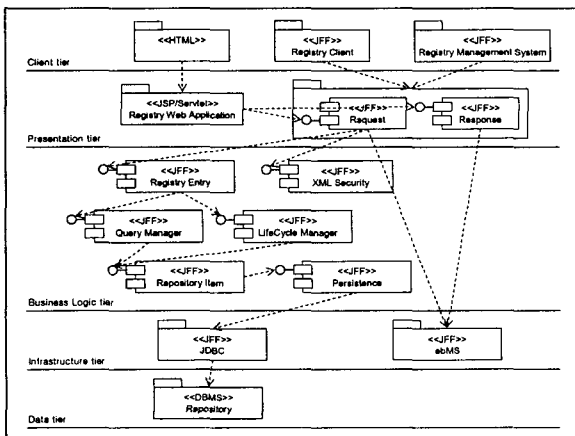 <<HTML>>
<<JFF>>
Registry Client
<<JFF>>
Registry Management System
Client tier
<<JSP/Servlet>>
Registry Web Application
<<JFF>>
Request
<<JFF>>
Response
Presentation tier
<<JFF>>
Registry Entry
<<JFF>>
XML Security
<<JFF>>
Query Manager
<<JFF>>
LifeCycle Manager
<<JFF>>
Repository Item
<<JFF>>
Persistence
Business Logic tier
<<JFF>>
JDBC
<<JFF>>
ebMS
Infrastructure tier
<<DBMS>>
Repository
Data tier